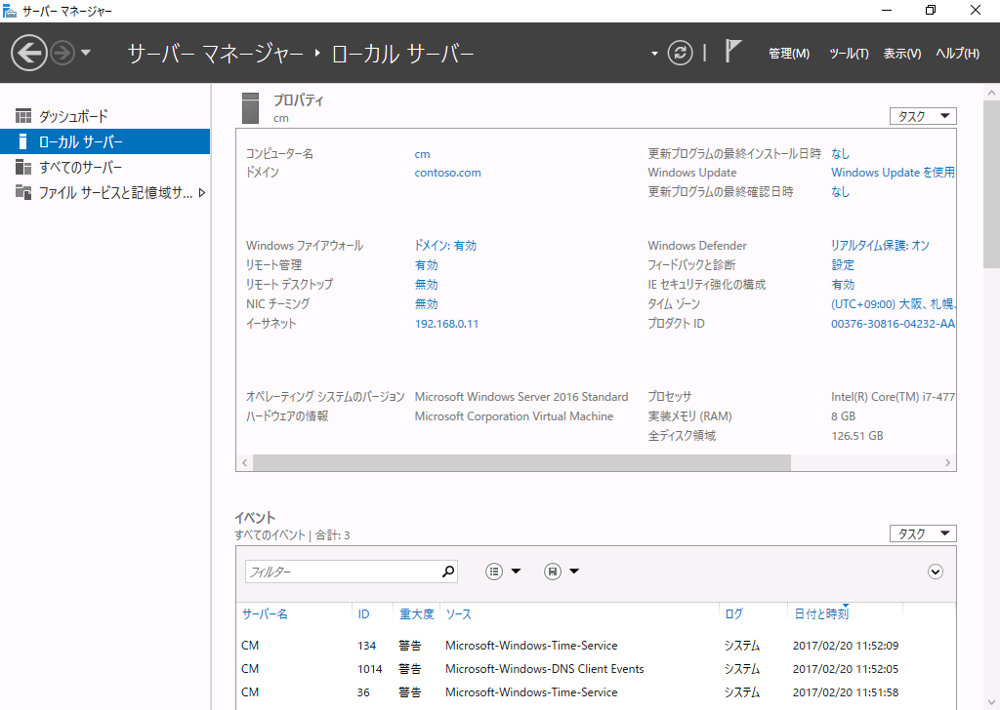 サーバー マネージャー
サーバー マネージャー ‣ ローカル サーバー
管理(M) ツール(T) 表示(V) ヘルプ(H)
ダッシュボード
ローカル サーバー
すべてのサーバー
ファイル サービスと記憶域サ...
プロパティ
cm
タスク
コンピューター名 cm 更新プログラムの最終インストール日時 なし
ドメイン contoso.com Windows Update Windows Update を使用
更新プログラムの最終確認日時 なし
Windows ファイアウォール ドメイン: 有効 Windows Defender リアルタイム保護: オン
リモート管理 有効 フィードバックと診断 設定
リモート デスクトップ 無効 IE セキュリティ強化の構成 有効
NIC チーミング 無効 タイム ゾーン (UTC+09:00) 大阪、札幌、
イーサネット 192.168.0.11 プロダクト ID 00376-30816-04232-AA
オペレーティング システムのバージョン Microsoft Windows Server 2016 Standard プロセッサ Intel(R) Core(TM) i7-477
ハードウェアの情報 Microsoft Corporation Virtual Machine 実装メモリ (RAM) 8 GB
全ディスク領域 126.51 GB
イベント
すべてのイベント | 合計: 3
タスク
フィルター
サーバー名 ID 重大度 ソース ログ 日付と時刻
CM 134 警告 Microsoft-Windows-Time-Service システム 2017/02/20 11:52:09
CM 1014 警告 Microsoft-Windows-DNS Client Events システム 2017/02/20 11:52:05
CM 36 警告 Microsoft-Windows-Time-Service システム 2017/02/20 11:51:58